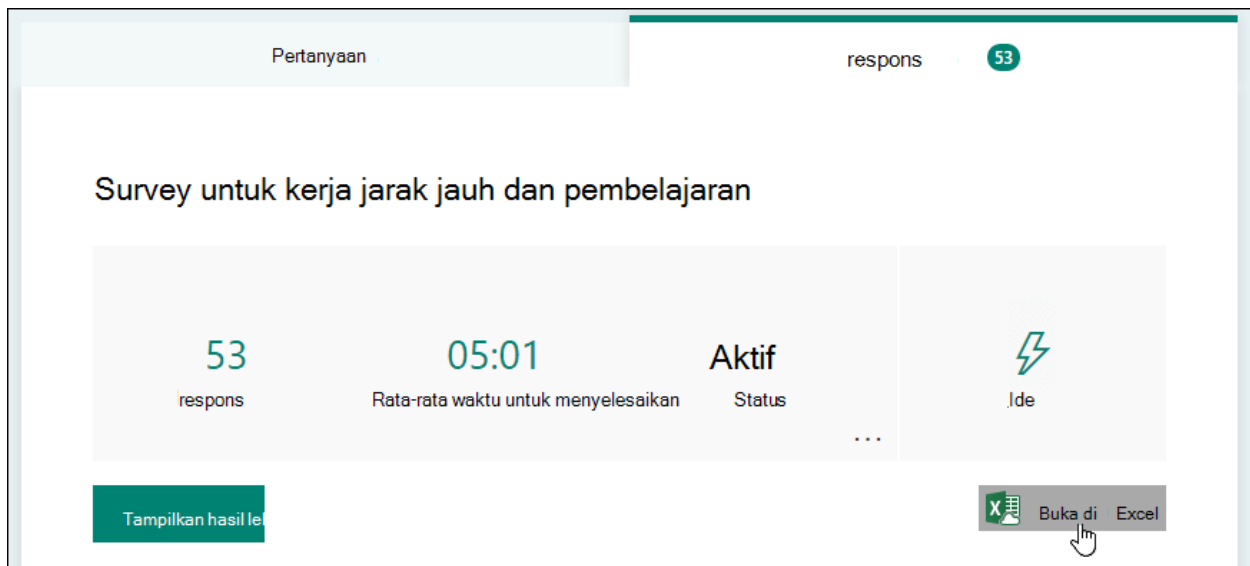 Pertanyaan respons 53
Survey untuk kerja jarak jauh dan pembelajaran
53 05:01 Aktif
respons Rata-rata waktu untuk menyelesaikan Status Ide
...
Tampilkan hasil Buka di Excel